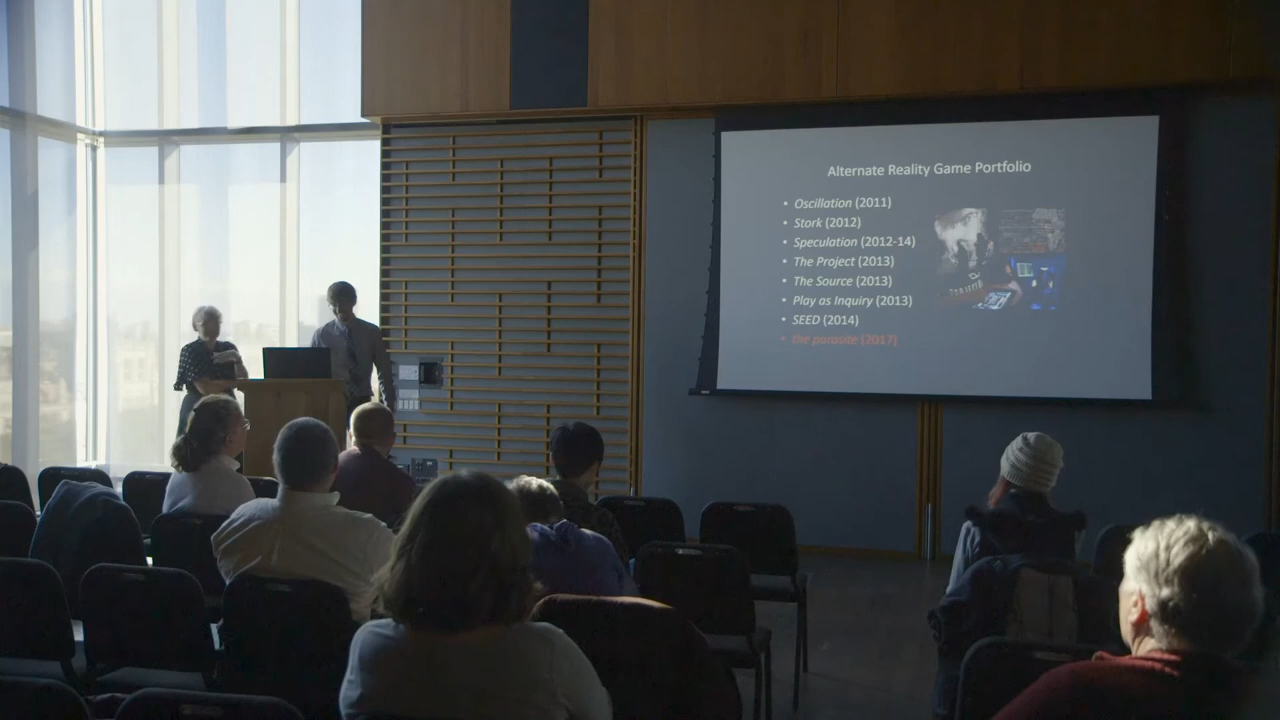 Alternate Reality Game Portfolio
• Oscillation (2011)
• Stork (2012)
• Speculation (2012-14)
• The Project (2013)
• The Source (2013)
• Play as Inquiry (2013)
• SEED (2014)
• the parasite (2017)